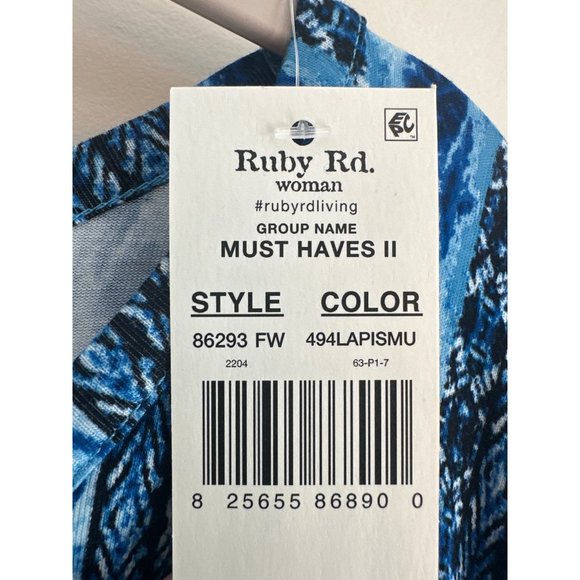 EPC
Ruby Rd.
woman
#rubyrdliving
GROUP NAME
MUST HAVES II
STYLE COLOR
86293 FW 494LAPISMU
2204 63-P1-7
8 25655 86890 0